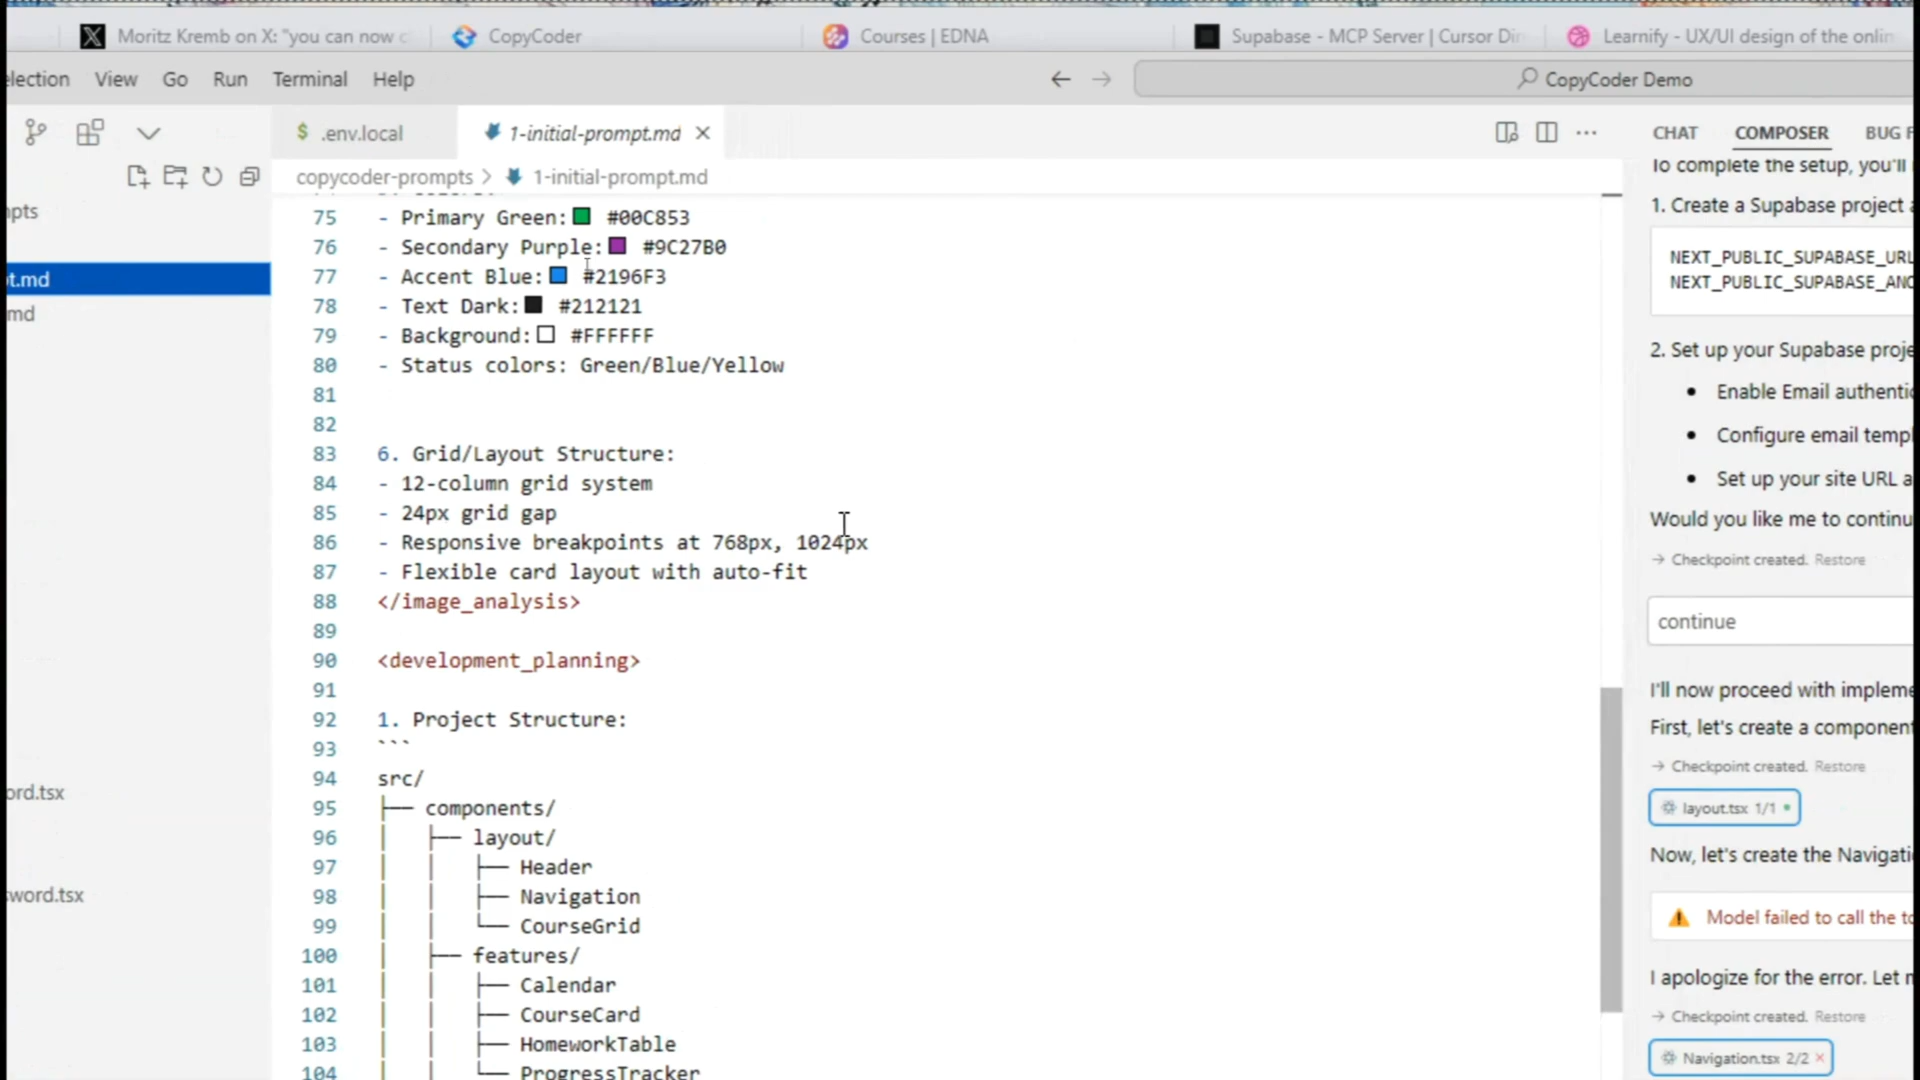 Moritz Kremb on X: "you can now c
CopyCoder
Courses | EDNA
Supabase - MCP Server | Cursor Dir
Learnify - UX/UI design of the onlin
election View Go Run Terminal Help
CopyCoder Demo
.env.local
1-initial-prompt.md
CHAT COMPOSER BUG F
copycoder-prompts > 1-initial-prompt.md
pts
t.md
md
ord.tsx
sword.tsx
75 - Primary Green: #00C853
76 - Secondary Purple: #9C27B0
77 - Accent Blue: #2196F3
78 - Text Dark: #212121
79 - Background: #FFFFFF
80 - Status colors: Green/Blue/Yellow
81
82
83 6. Grid/Layout Structure:
84 - 12-column grid system
85 - 24px grid gap
86 - Responsive breakpoints at 768px, 1024px
87 - Flexible card layout with auto-fit
88 </image_analysis>
89
90 <development_planning>
91
92 1. Project Structure:
93 ```
94 src/
95 ├── components/
96 │   ├── layout/
97 │   │   ├── Header
98 │   │   ├── Navigation
99 │   │   └── CourseGrid
100 │   ├── features/
101 │   │   ├── Calendar
102 │   │   ├── CourseCard
103 │   │   ├── HomeworkTable
104 │   │   └── ProgressTracker
To complete the setup, you'll
1. Create a Supabase project a
NEXT_PUBLIC_SUPABASE_URL
NEXT_PUBLIC_SUPABASE_ANO
2. Set up your Supabase proje
• Enable Email authentic
• Configure email templ
• Set up your site URL a
Would you like me to continu
→ Checkpoint created. Restore
continue
I'll now proceed with impleme
First, let's create a component
→ Checkpoint created. Restore
layout.tsx 1/1
Now, let's create the Navigati
Model failed to call the to
I apologize for the error. Let m
→ Checkpoint created. Restore
Navigation.tsx 2/2